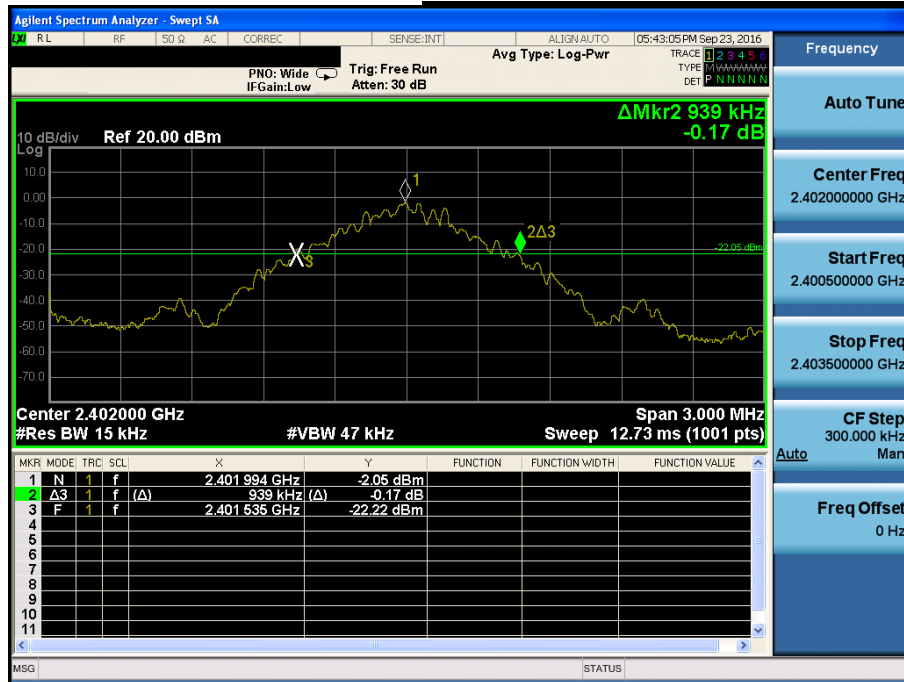 Agilent Spectrum Analyzer - Swept SA
LXI RL RF 50 Ω AC CORREC SENSE:INT ALIGN AUTO 05:43:05 PM Sep 23, 2016
PNO: Wide Trig: Free Run Avg Type: Log-Pwr TRACE 1 2 3 4 5 6
IFGain:Low Atten: 30 dB TYPE M W W W W W
DET P N N N N N
ΔMkr2 939 kHz
-0.17 dB
10 dB/div Ref 20.00 dBm
Log
10.0
0.00
-10.0
-20.0
-30.0
-40.0
-50.0
-60.0
-70.0
1
2Δ3
3
-22.05 dBm
Center 2.402000 GHz Span 3.000 MHz
#Res BW 15 kHz #VBW 47 kHz Sweep 12.73 ms (1001 pts)
MKR MODE TRC SCL X Y FUNCTION FUNCTION WIDTH FUNCTION VALUE
1 N 1 f 2.401 994 GHz -2.05 dBm
2 Δ3 1 f (Δ) 939 kHz (Δ) -0.17 dB
3 F 1 f 2.401 535 GHz -22.22 dBm
4
5
6
7
8
9
10
11
MSG STATUS
Frequency
Auto Tune
Center Freq
2.402000000 GHz
Start Freq
2.400500000 GHz
Stop Freq
2.403500000 GHz
CF Step
300.000 kHz
Auto Man
Freq Offset
0 Hz